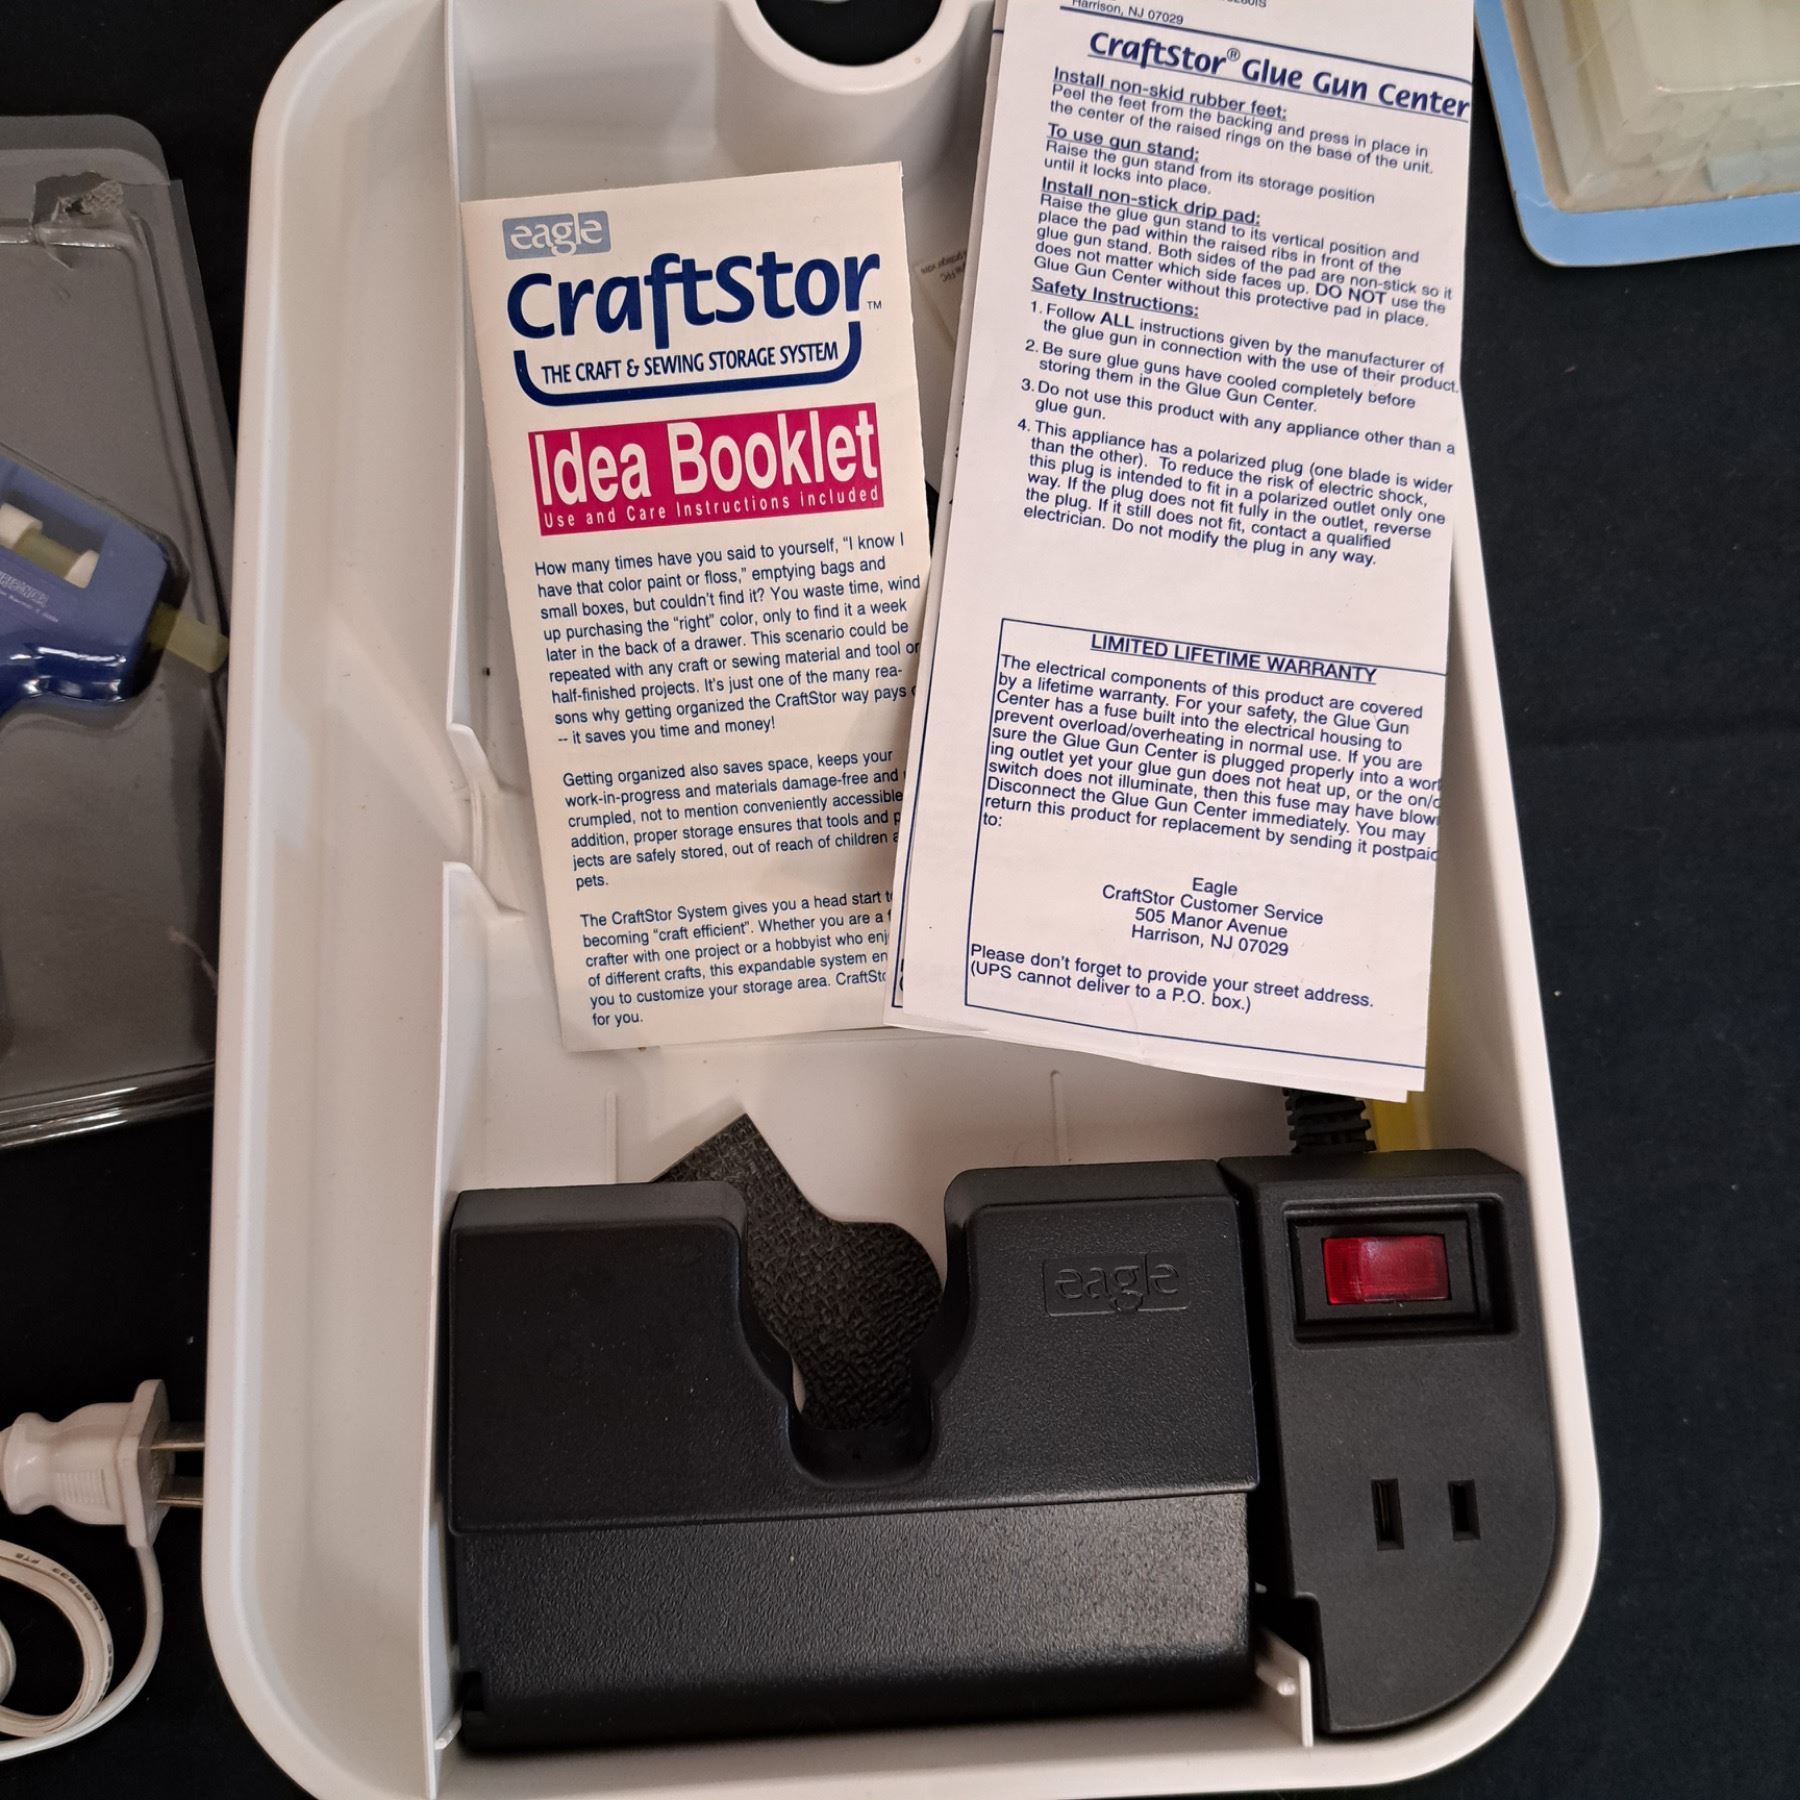 eagle
CraftStor™
THE CRAFT & SEWING STORAGE SYSTEM
Idea Booklet
Use and Care Instructions included
How many times have you said to yourself, “I know I
have that color paint or floss,” emptying bags and
small boxes, but couldn’t find it? You waste time, wind
up purchasing the “right” color, only to find it a week
later in the back of a drawer. This scenario could be
repeated with any craft or sewing material and tool or
half-finished projects. It’s just one of the many rea-
sons why getting organized the CraftStor way pays
-- it saves you time and money!
Getting organized also saves space, keeps your
work-in-progress and materials damage-free and
crumpled, not to mention conveniently accessible
addition, proper storage ensures that tools and p
jects are safely stored, out of reach of children a
pets.
The CraftStor System gives you a head start t
becoming “craft efficient”. Whether you are a
crafter with one project or a hobbyist who enj
of different crafts, this expandable system en
you to customize your storage area. CraftSto
for you.
Harrison, NJ 07029
CraftStor® Glue Gun Center
Install non-skid rubber feet:
Peel the feet from the backing and press in place in
the center of the raised rings on the base of the unit.
To use gun stand:
Raise the gun stand from its storage position
until it locks into place.
Install non-stick drip pad:
Raise the glue gun stand to its vertical position and
place the pad within the raised ribs in front of the
glue gun stand. Both sides of the pad are non-stick so it
does not matter which side faces up. DO NOT use the
Glue Gun Center without this protective pad in place.
Safety Instructions:
1. Follow ALL instructions given by the manufacturer of
the glue gun in connection with the use of their product.
2. Be sure glue guns have cooled completely before
storing them in the Glue Gun Center.
3. Do not use this product with any appliance other than a
glue gun.
4. This appliance has a polarized plug (one blade is wider
than the other). To reduce the risk of electric shock,
this plug is intended to fit in a polarized outlet only one
way. If the plug does not fit fully in the outlet, reverse
the plug. If it still does not fit, contact a qualified
electrician. Do not modify the plug in any way.
LIMITED LIFETIME WARRANTY
The electrical components of this product are covered
by a lifetime warranty. For your safety, the Glue Gun
Center has a fuse built into the electrical housing to
prevent overload/overheating in normal use. If you are
sure the Glue Gun Center is plugged properly into a work
ing outlet yet your glue gun does not heat up, or the on/o
switch does not illuminate, then this fuse may have blow
Disconnect the Glue Gun Center immediately. You may
return this product for replacement by sending it postpaid
to:
Eagle
CraftStor Customer Service
505 Manor Avenue
Harrison, NJ 07029
Please don’t forget to provide your street address.
(UPS cannot deliver to a P.O. box.)
eagle